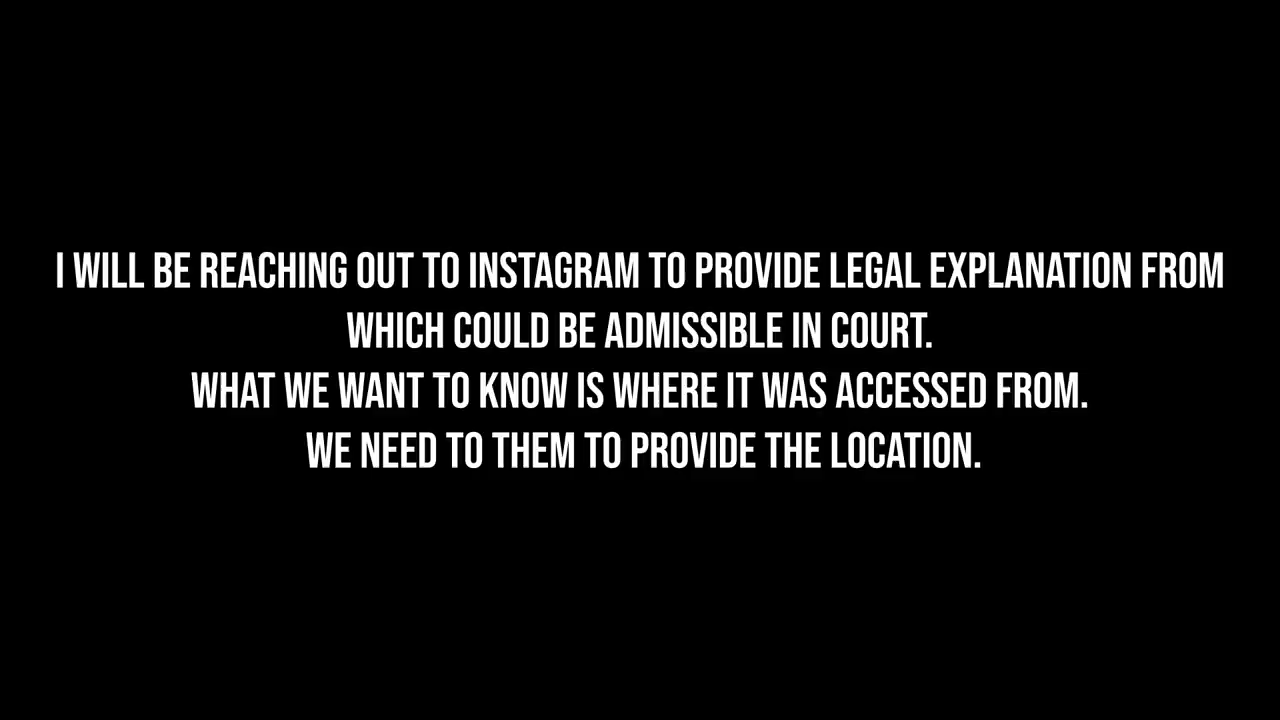 I WILL BE REACHING OUT TO INSTAGRAM TO PROVIDE LEGAL EXPLANATION FROM
WHICH COULD BE ADMISSIBLE IN COURT.
WHAT WE WANT TO KNOW IS WHERE IT WAS ACCESSED FROM.
WE NEED TO THEM TO PROVIDE THE LOCATION.